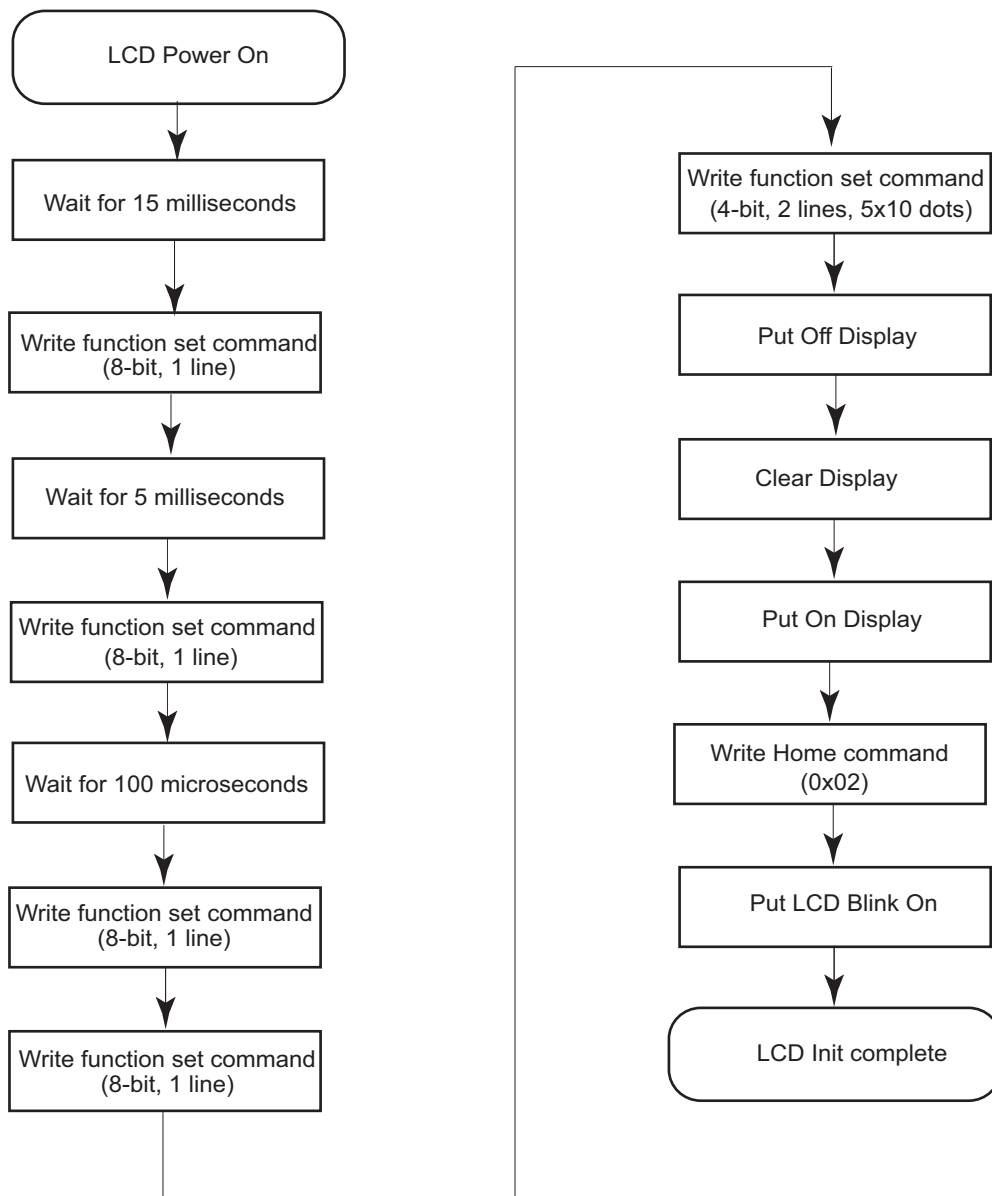 LCD Power On
Wait for 15 milliseconds
Write function set command
(8-bit, 1 line)
Wait for 5 milliseconds
Write function set command
(8-bit, 1 line)
Wait for 100 microseconds
Write function set command
(8-bit, 1 line)
Write function set command
(8-bit, 1 line)
Write function set command
(4-bit, 2 lines, 5x10 dots)
Put Off Display
Clear Display
Put On Display
Write Home command
(0x02)
Put LCD Blink On
LCD Init complete